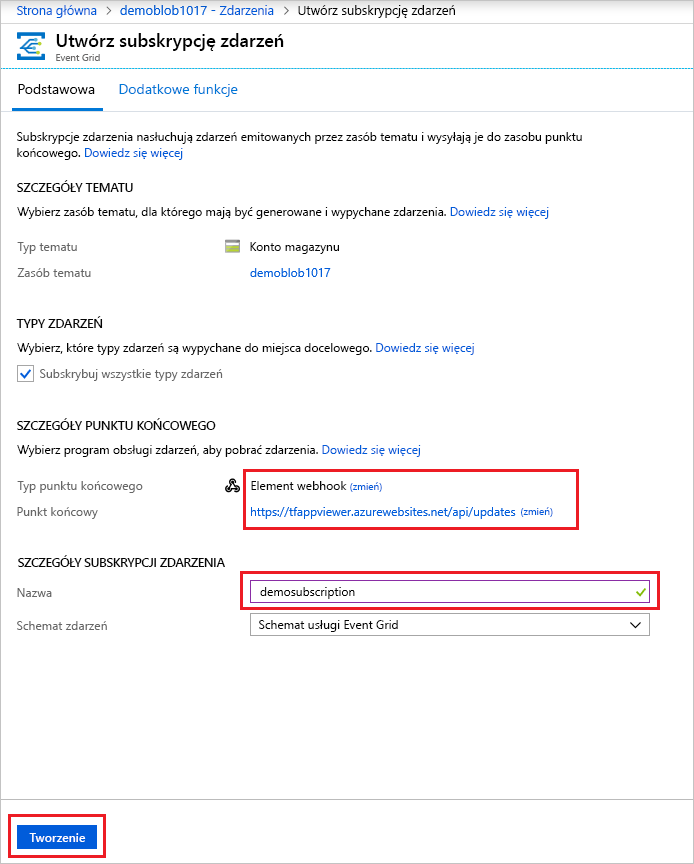 Strona główna > demoblob1017 - Zdarzenia > Utwórz subskrypcję zdarzeń
Utwórz subskrypcję zdarzeń
Event Grid
Podstawowa Dodatkowe funkcje
Subskrypcje zdarzenia nasłuchują zdarzeń emitowanych przez zasób tematu i wysyłają je do zasobu punktu
końcowego. Dowiedz się więcej
SZCZEGÓŁY TEMATU
Wybierz zasób tematu, dla którego mają być generowane i wypychane zdarzenia. Dowiedz się więcej
Typ tematu Konto magazynu
Zasób tematu demoblob1017
TYPY ZDARZEŃ
Wybierz, które typy zdarzeń są wypychane do miejsca docelowego. Dowiedz się więcej
Subskrybuj wszystkie typy zdarzeń
SZCZEGÓŁY PUNKTU KOŃCOWEGO
Wybierz program obsługi zdarzeń, aby pobrać zdarzenia. Dowiedz się więcej
Typ punktu końcowego Element webhook (zmień)
Punkt końcowy https://tfappviewer.azurewebsites.net/api/updates (zmień)
SZCZEGÓŁY SUBSKRYPCJI ZDARZENIA
Nazwa demosubscription
Schemat zdarzeń Schemat usługi Event Grid
Tworzenie